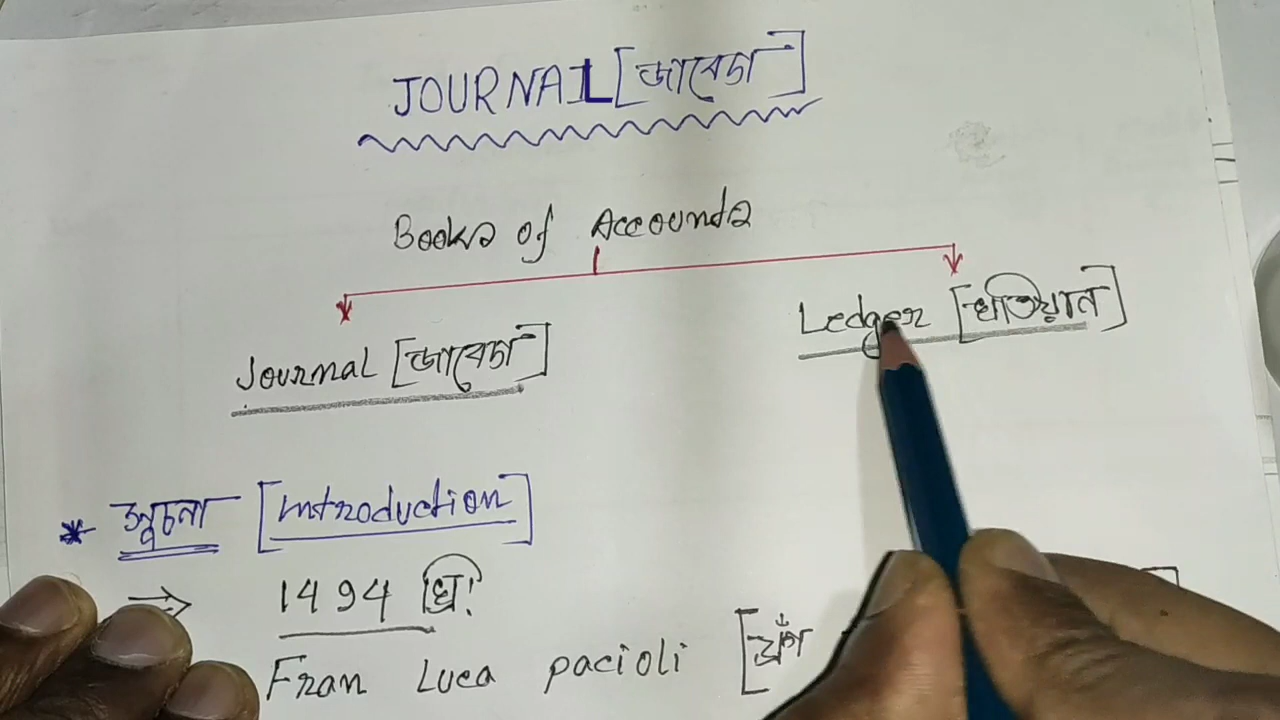 JOURNAL [জাবেদা]
Books of Accounts
Journal [জাবেদা] Ledger [খতিয়ান]
* সূচনা [Introduction]
⇒ 1494 খ্রি:
Fran Luca pacioli [